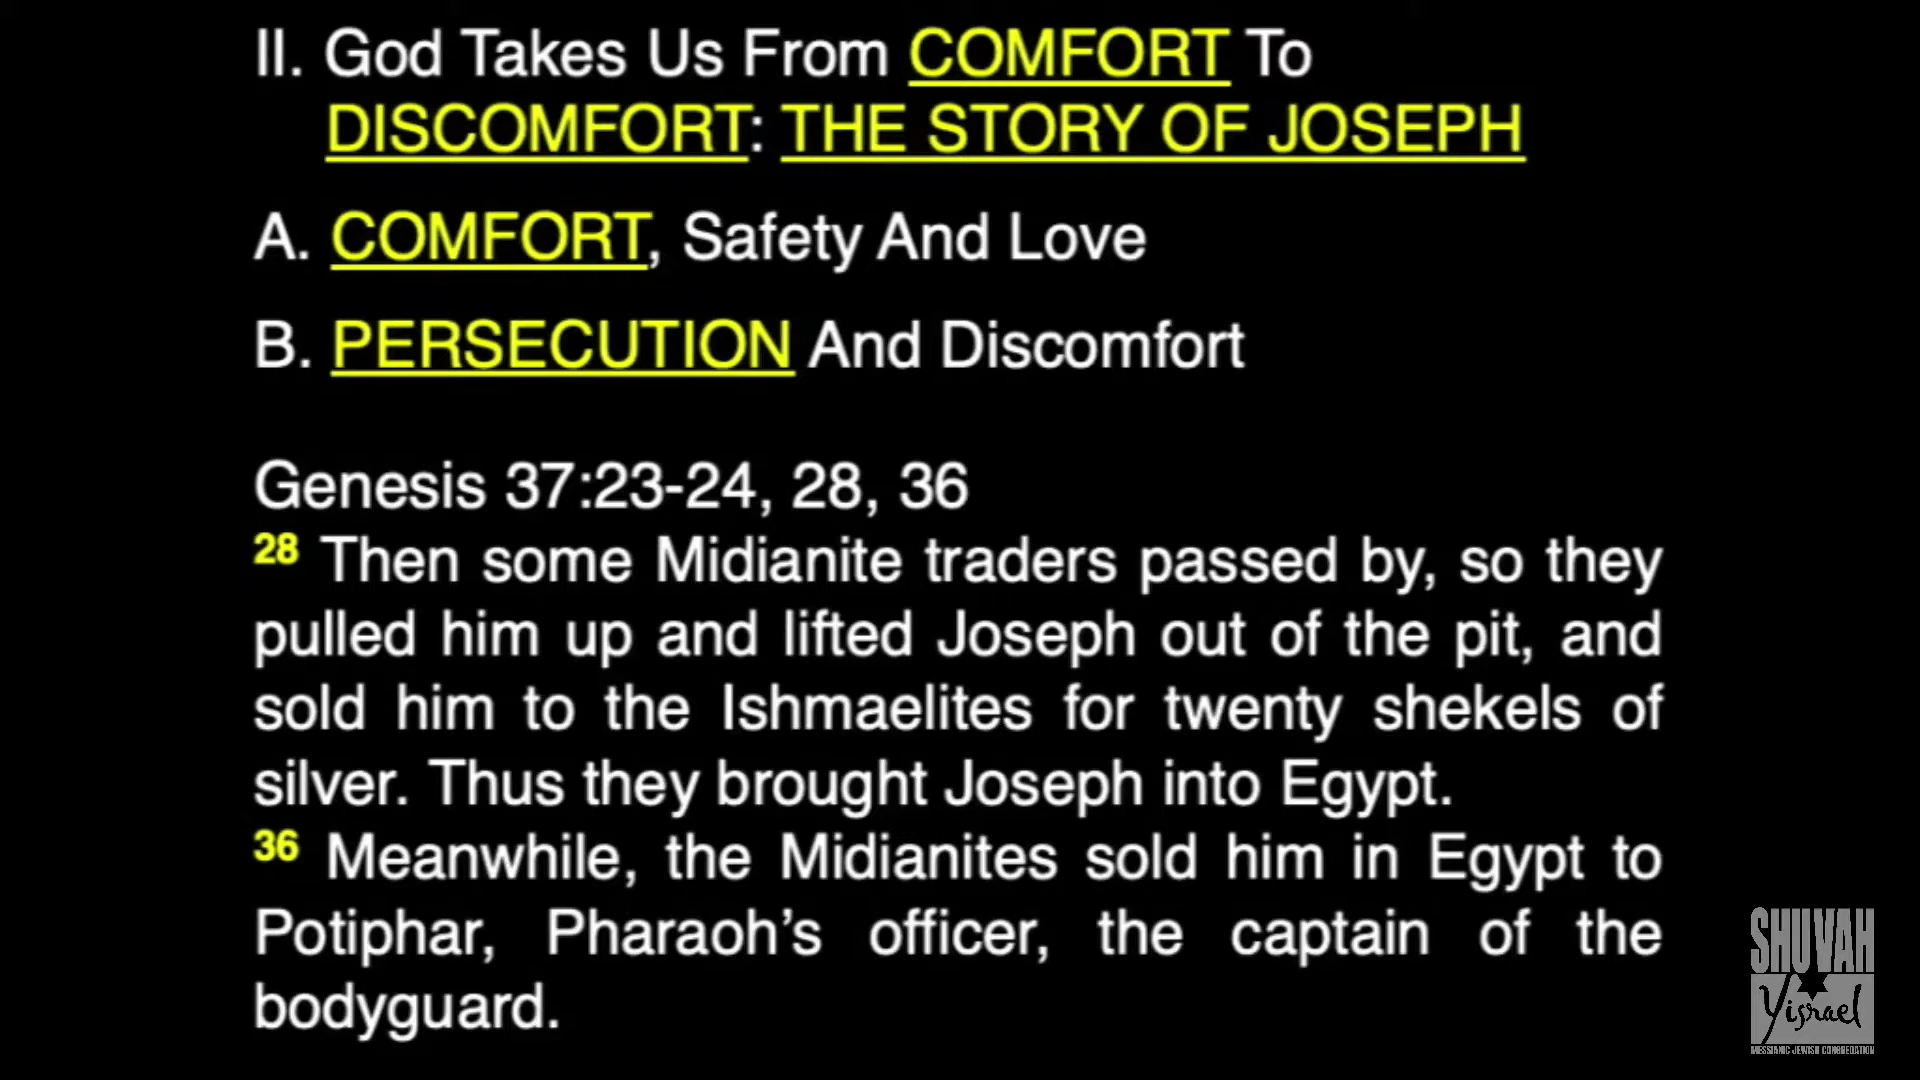 II. God Takes Us From COMFORT To
DISCOMFORT: THE STORY OF JOSEPH
A. COMFORT, Safety And Love
B. PERSECUTION And Discomfort
Genesis 37:23-24, 28, 36
28 Then some Midianite traders passed by, so they
pulled him up and lifted Joseph out of the pit, and
sold him to the Ishmaelites for twenty shekels of
silver. Thus they brought Joseph into Egypt.
36 Meanwhile, the Midianites sold him in Egypt to
Potiphar, Pharaoh’s officer, the captain of the
bodyguard.
SHUVAH
Yisrael
MESSIANIC JEWISH CONGREGATION